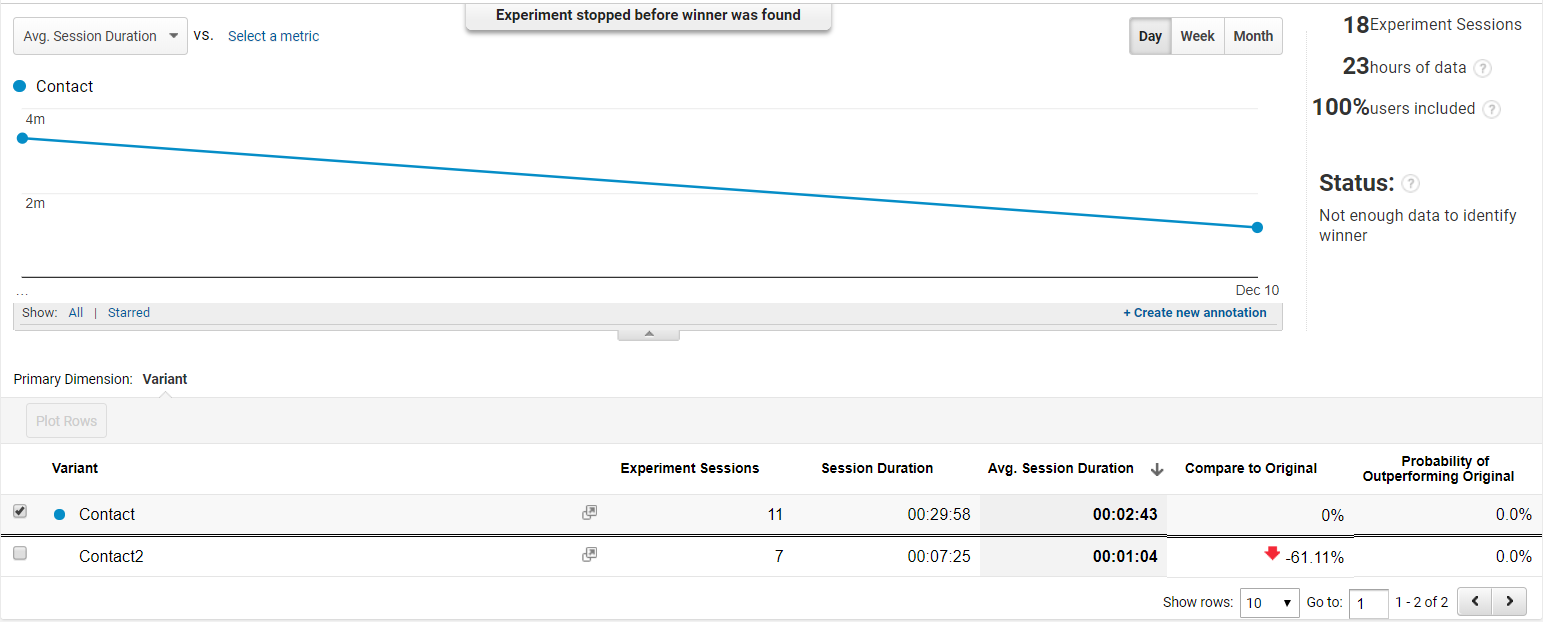 Experiment stopped before winner was found
Avg. Session Duration vs. Select a metric
Day Week Month
18 Experiment Sessions
23 hours of data ?
100% users included ?
Status: ?
Not enough data to identify
winner
Contact
4m
2m
... Dec 10
Show: All | Starred + Create new annotation
Primary Dimension: Variant
Plot Rows
Variant Experiment Sessions Session Duration Avg. Session Duration Compare to Original Probability of
Outperforming Original
Contact 11 00:29:58 00:02:43 0% 0.0%
Contact2 7 00:07:25 00:01:04 -61.11% 0.0%
Show rows: 10 Go to: 1 1 - 2 of 2